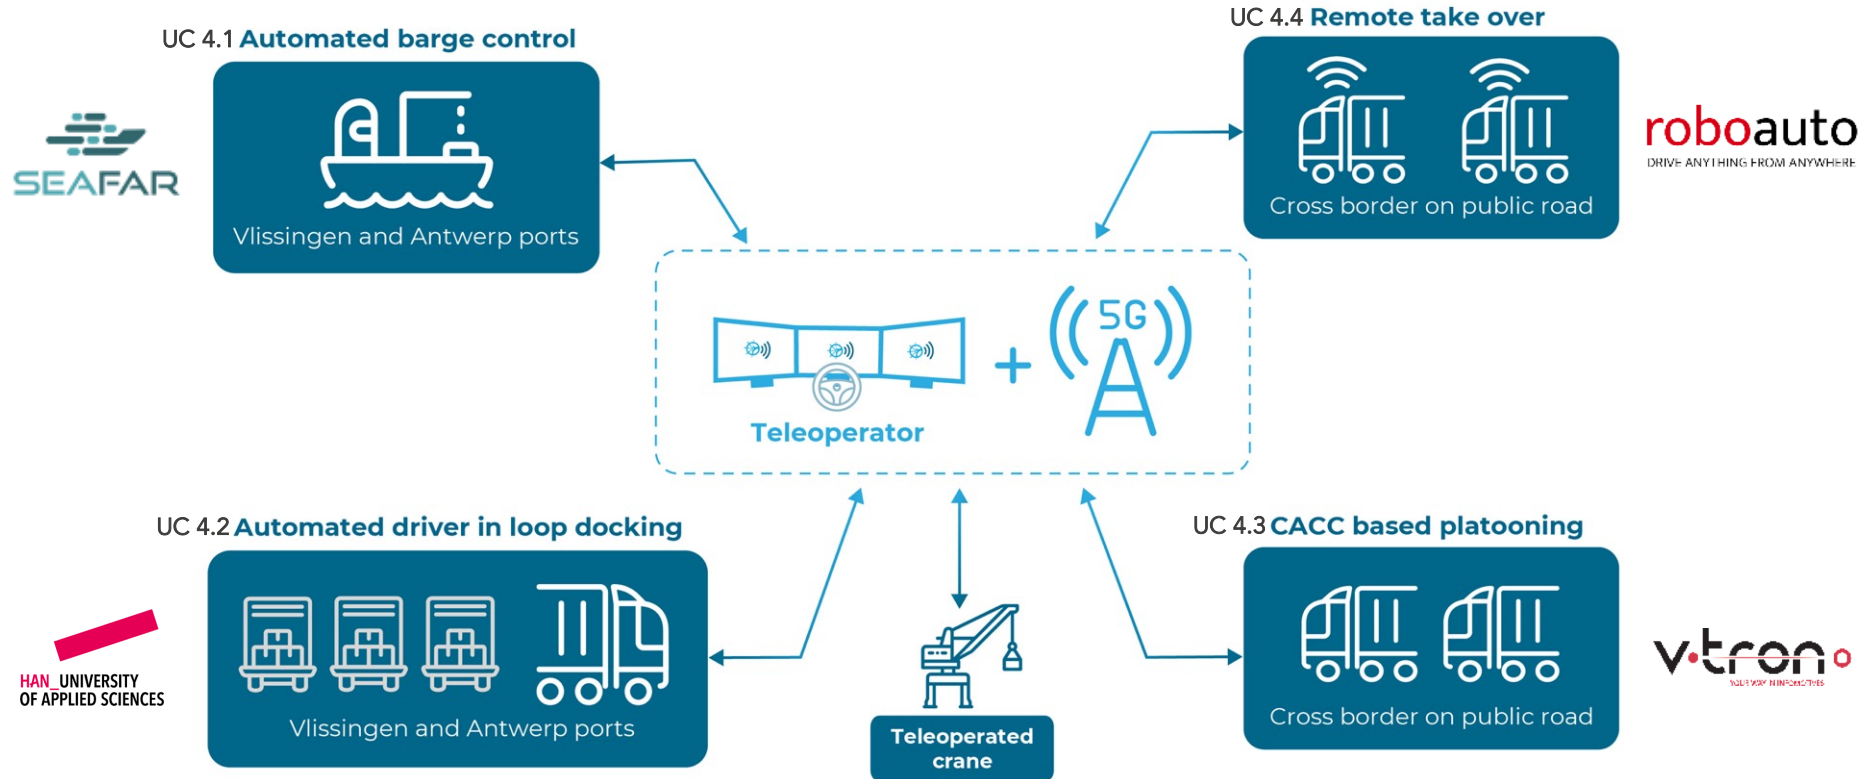 UC 4.1 Automated barge control
SEAFAR
Vlissingen and Antwerp ports
UC 4.4 Remote take over
roboauto
DRIVE ANYTHING FROM ANYWHERE
Cross border on public road
5G
Teleoperator
UC 4.2 Automated driver in loop docking
HAN_UNIVERSITY
OF APPLIED SCIENCES
Vlissingen and Antwerp ports
Teleoperated
crane
UC 4.3 CACC based platooning
v-tron
Cross border on public road